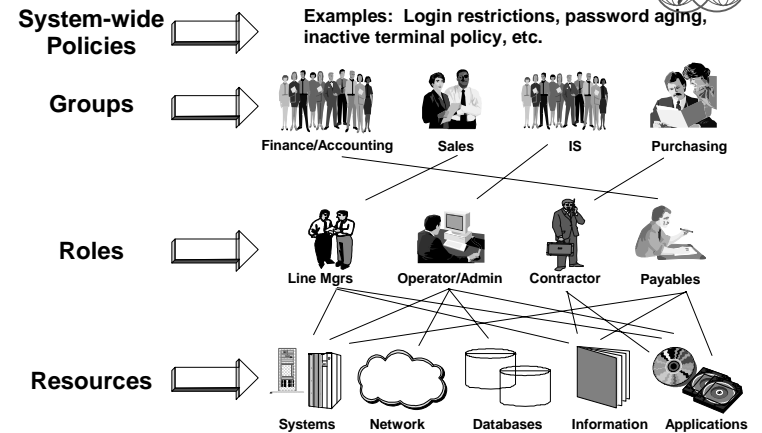 System-wide
Policies
Examples:  Login restrictions, password aging,
inactive terminal policy, etc.
Groups
Finance/Accounting
Sales
IS
Purchasing
Roles
Line Mgrs
Operator/Admin
Contractor
Payables
Resources
Systems
Network
Databases
Information
Applications